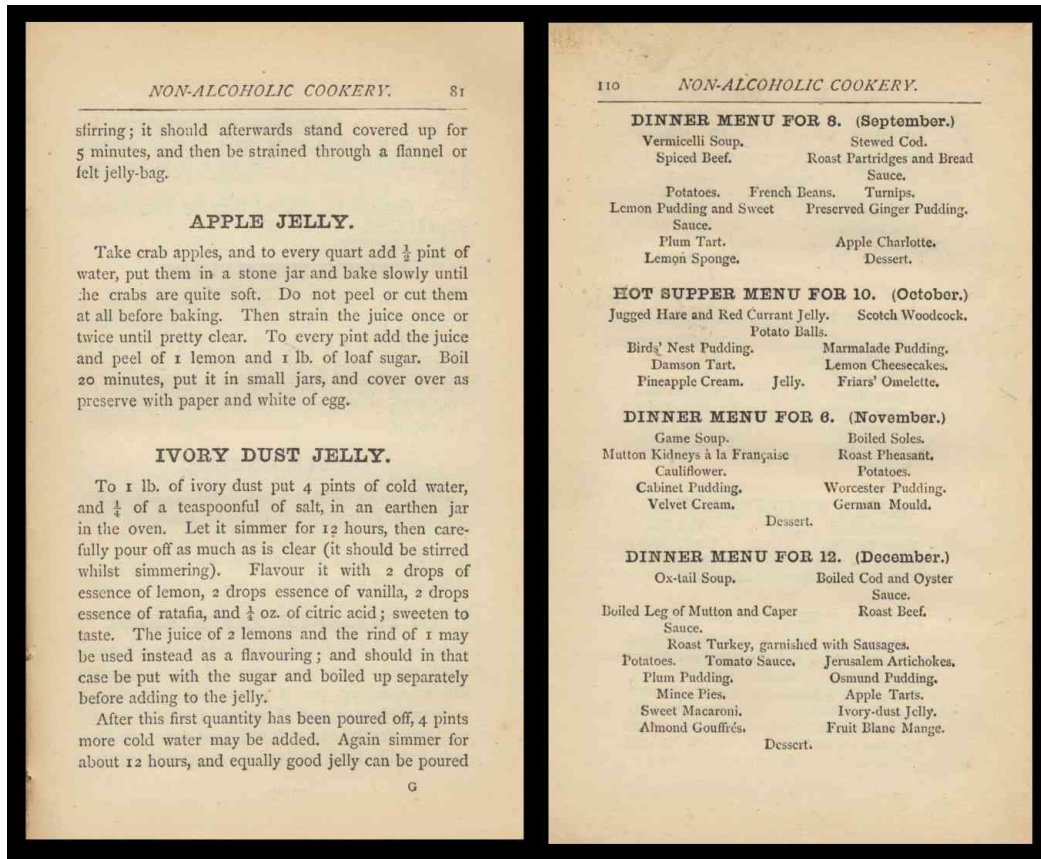 NON-ALCOHOLIC COOKERY. 81
stirring; it should afterwards stand covered up for
5 minutes, and then be strained through a flannel or
felt jelly-bag.
APPLE JELLY.
Take crab apples, and to every quart add ½ pint of
water, put them in a stone jar and bake slowly until
the crabs are quite soft. Do not peel or cut them
at all before baking. Then strain the juice once or
twice until pretty clear. To every pint add the juice
and peel of 1 lemon and 1 lb. of loaf sugar. Boil
20 minutes, put it in small jars, and cover over as
preserve with paper and white of egg.
IVORY DUST JELLY.
To 1 lb. of ivory dust put 4 pints of cold water,
and ¼ of a teaspoonful of salt, in an earthen jar
in the oven. Let it simmer for 12 hours, then care-
fully pour off as much as is clear (it should be stirred
whilst simmering). Flavour it with 2 drops of
essence of lemon, 2 drops essence of vanilla, 2 drops
essence of ratafia, and ¼ oz. of citric acid; sweeten to
taste. The juice of 2 lemons and the rind of 1 may
be used instead as a flavouring; and should in that
case be put with the sugar and boiled up separately
before adding to the jelly.
After this first quantity has been poured off, 4 pints
more cold water may be added. Again simmer for
about 12 hours, and equally good jelly can be poured
G
110 NON-ALCOHOLIC COOKERY.
DINNER MENU FOR 8. (September.)
Vermicelli Soup. Stewed Cod.
Spiced Beef. Roast Partridges and Bread
Sauce.
Potatoes. French Beans. Turnips.
Lemon Pudding and Sweet Preserved Ginger Pudding.
Sauce.
Plum Tart. Apple Charlotte.
Lemon Sponge. Dessert.
HOT SUPPER MENU FOR 10. (October.)
Jugged Hare and Red Currant Jelly. Scotch Woodcock.
Potato Balls.
Birds' Nest Pudding. Marmalade Pudding.
Damson Tart. Lemon Cheesecakes.
Pineapple Cream. Jelly. Friars' Omelette.
DINNER MENU FOR 6. (November.)
Game Soup. Boiled Soles.
Mutton Kidneys à la Française Roast Pheasant.
Cauliflower. Potatoes.
Cabinet Pudding. Worcester Pudding.
Velvet Cream. German Mould.
Dessert.
DINNER MENU FOR 12. (December.)
Ox-tail Soup. Boiled Cod and Oyster
Sauce.
Boiled Leg of Mutton and Caper Roast Beef.
Sauce.
Roast Turkey, garnished with Sausages.
Potatoes. Tomato Sauce. Jerusalem Artichokes.
Plum Pudding. Osmund Pudding.
Mince Pies. Apple Tarts.
Sweet Macaroni. Ivory-dust Jelly.
Almond Gouffrés. Fruit Blanc Mange.
Dessert.